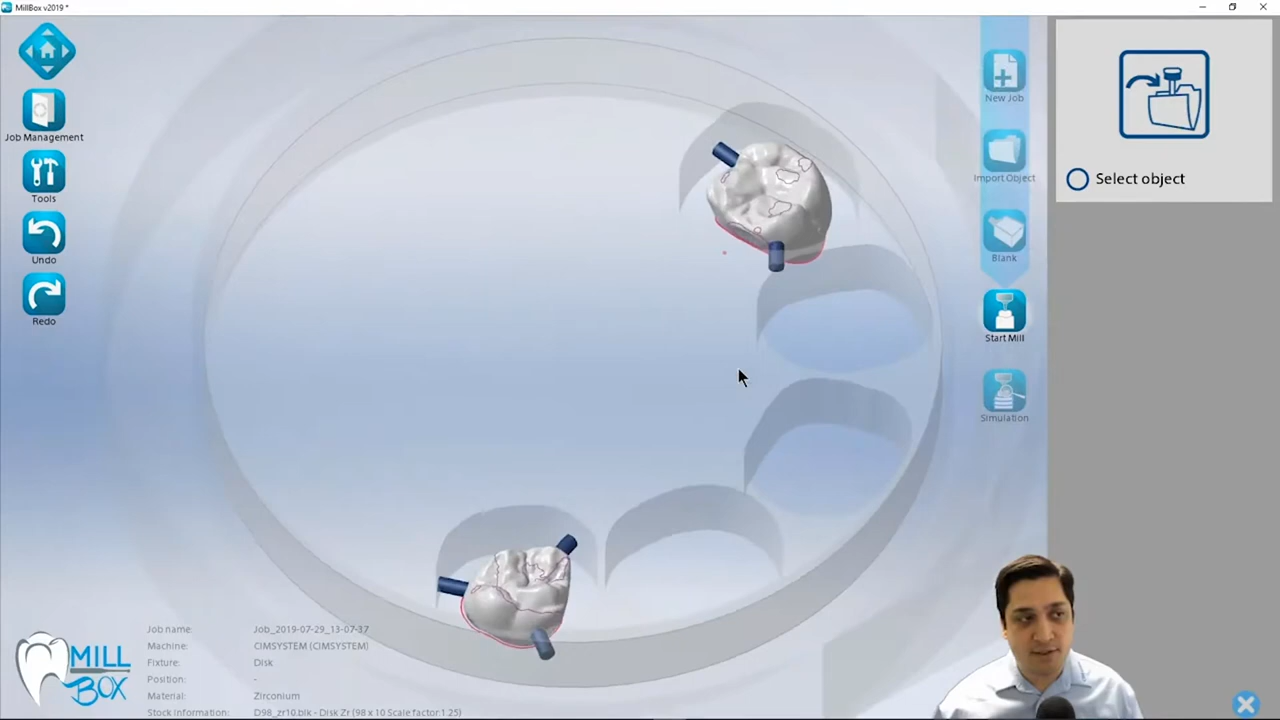 MillBox v2019 *
Job Management
Tools
Undo
Redo
New Job
Import Object
Blank
Start Mill
Simulation
Select object
MILL
BOX
Job name: Job_2019-07-29_13-07-37
Machine: CIMSYSTEM (CIMSYSTEM)
Fixture: Disk
Position: -
Material: Zirconium
Stock information: D98_zr10.blk - Disk Zr (98 x 10 Scale factor:1.25)